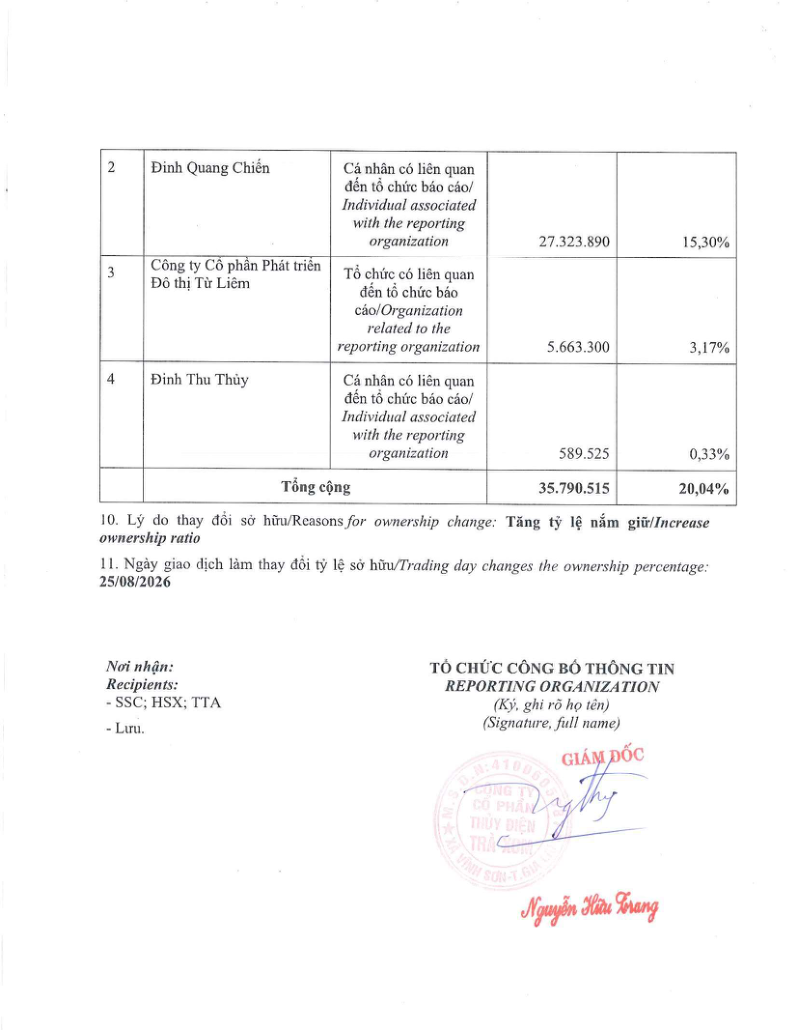 2
Đinh Quang Chiến
Cá nhân có liên quan
đến tổ chức báo cáo/
Individual associated
with the reporting
organization
27.323.890
15,30%
3
Công ty Cổ phần Phát triển
Đô thị Từ Liêm
Tổ chức có liên quan
đến tổ chức báo
cáo/Organization
related to the
reporting organization
5.663.300
3,17%
4
Đinh Thu Thủy
Cá nhân có liên quan
đến tổ chức báo cáo/
Individual associated
with the reporting
organization
589.525
0,33%
Tổng cộng
35.790.515
20,04%
10. Lý do thay đổi sở hữu/Reasons for ownership change: Tăng tỷ lệ nắm giữ/Increase
ownership ratio
11. Ngày giao dịch làm thay đổi tỷ lệ sở hữu/Trading day changes the ownership percentage:
25/08/2026
Nơi nhận:
Recipients:
- SSC; HSX; TTA
- Lưu.
TỔ CHỨC CÔNG BỐ THÔNG TIN
REPORTING ORGANIZATION
(Ký, ghi rõ họ tên)
(Signature, full name)
GIÁM ĐỐC
CÔNG TY
CỔ PHẦN
THỦY ĐIỆN
TRÀ XOM
Nguyễn Hữu Trang